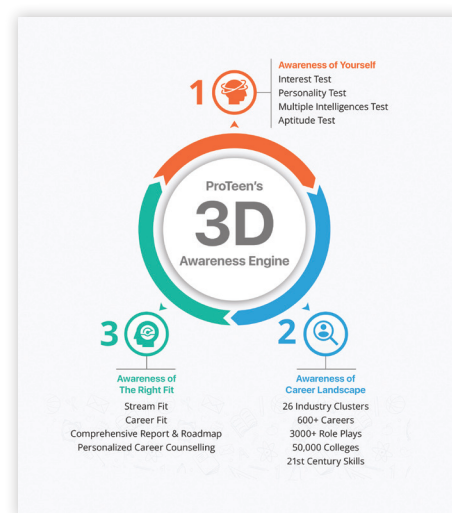 1
Awareness of Yourself
Interest Test
Personality Test
Multiple Intelligences Test
Aptitude Test
ProTeen's
3D
Awareness Engine
3
Awareness of
The Right Fit
Stream Fit
Career Fit
Comprehensive Report & Roadmap
Personalized Career Counselling
2
Awareness of
Career Landscape
26 Industry Clusters
600+ Careers
3000+ Role Plays
50,000 Colleges
21st Century Skills